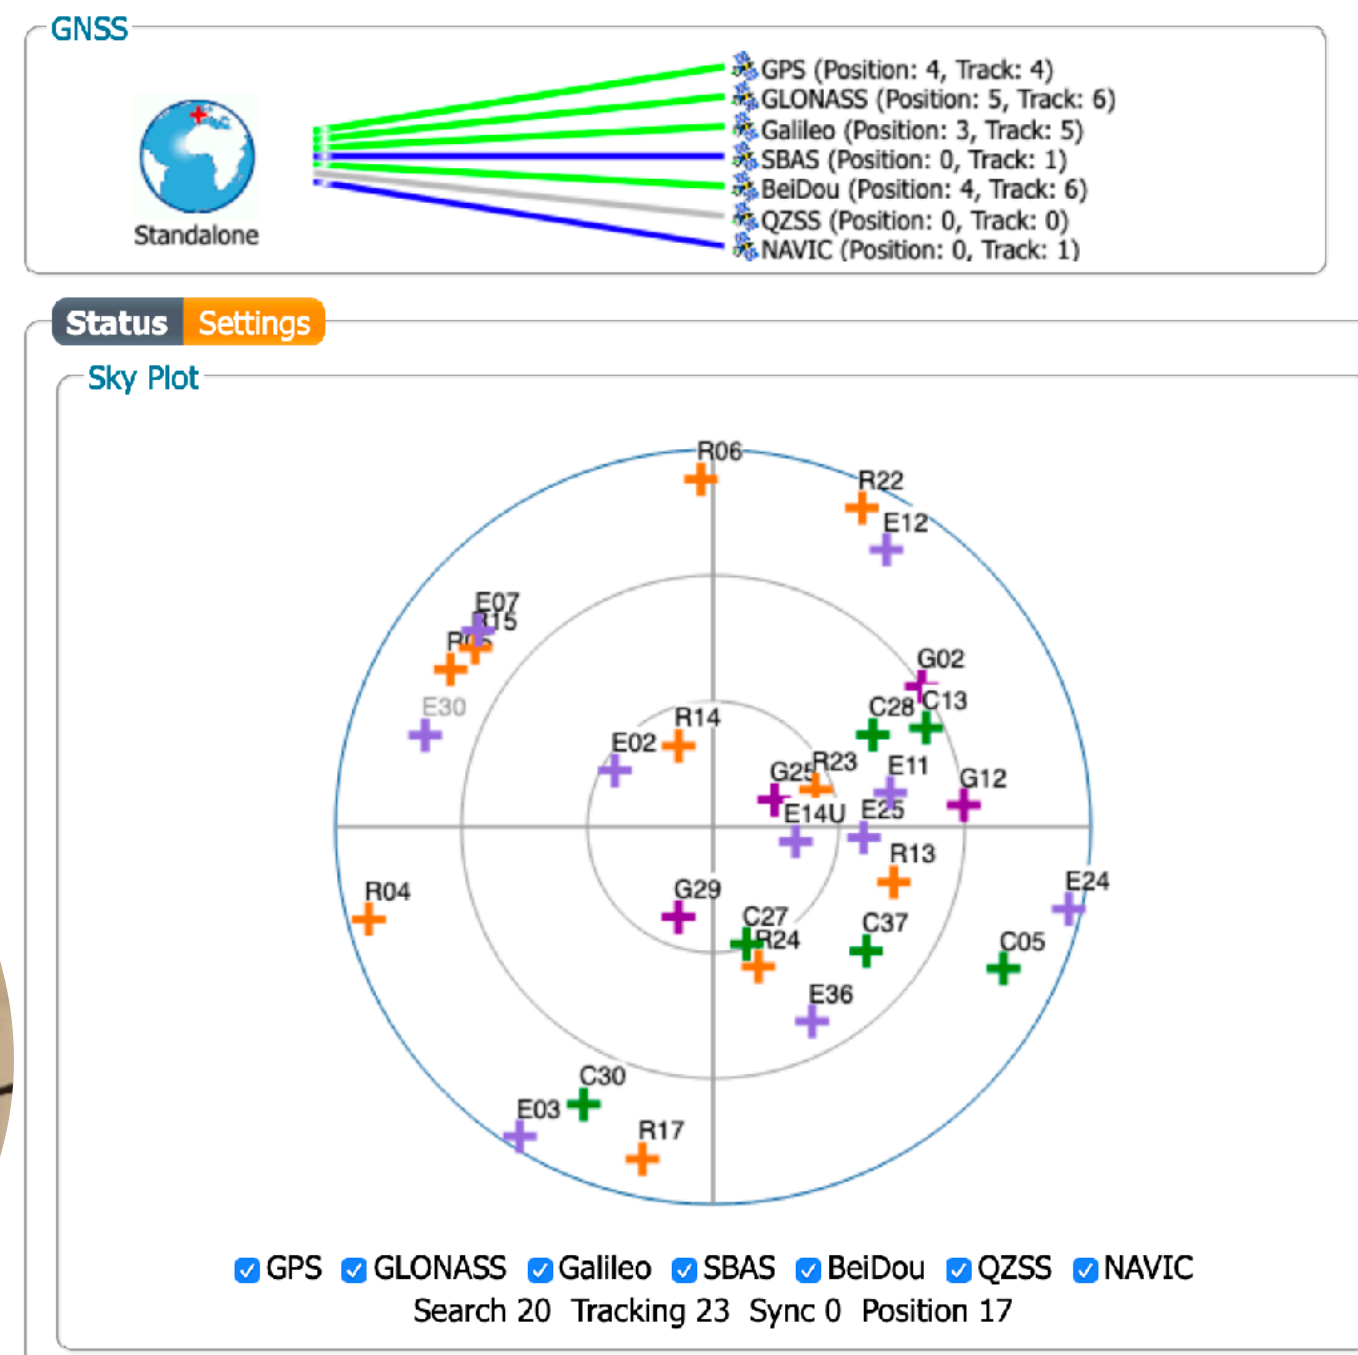 GNSS
GPS (Position: 4, Track: 4)
GLONASS (Position: 5, Track: 6)
Galileo (Position: 3, Track: 5)
SBAS (Position: 0, Track: 1)
BeiDou (Position: 4, Track: 6)
QZSS (Position: 0, Track: 0)
NAVIC (Position: 0, Track: 1)
Standalone
Status Settings
Sky Plot
R06
R22
E12
E07
R15
G02
C28 C13
E30
R14
E02
R23
G25
E11
G12
E14U
E25
R13
R04
G29
E24
C27
C37
R24
C05
E36
C30
E03
R17
GPS GLONASS Galileo SBAS BeiDou QZSS NAVIC
Search 20 Tracking 23 Sync 0 Position 17